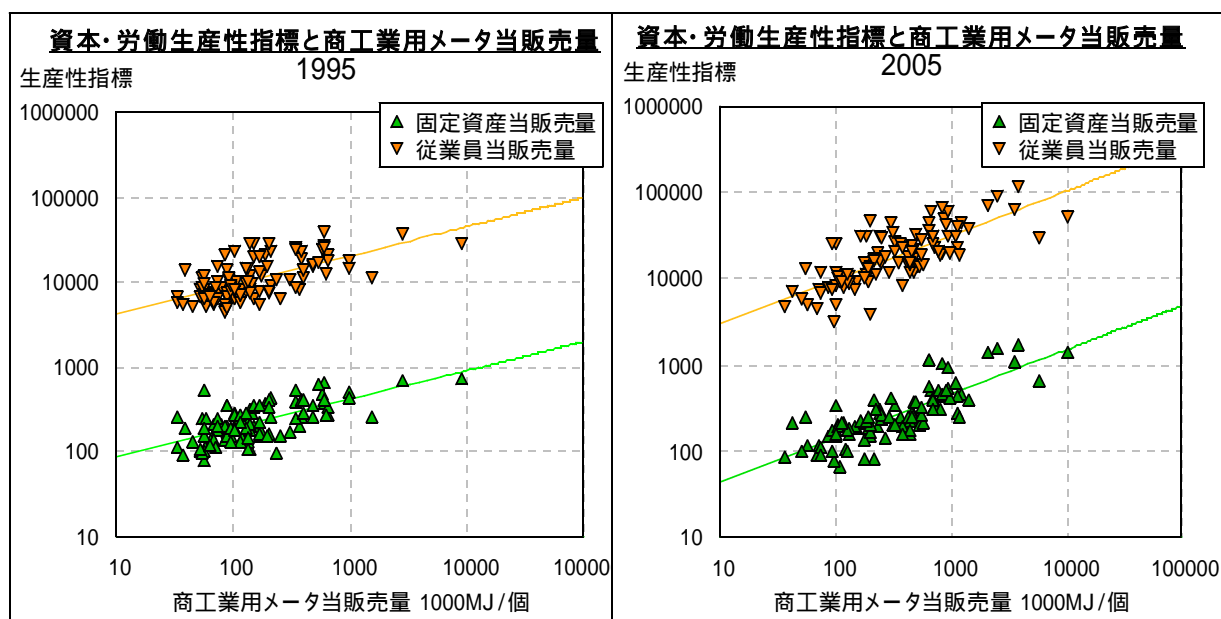 資本・労働生産性指標と商工業用メータ当販売量
1995
生産性指標
固定資産当販売量
従業員当販売量
1000000
100000
10000
1000
100
10
10 100 1000 10000 10000
商工業用メータ当販売量 1000MJ/個
資本・労働生産性指標と商工業用メータ当販売量
2005
生産性指標
固定資産当販売量
従業員当販売量
1000000
100000
10000
1000
100
10
10 100 1000 10000 100000
商工業用メータ当販売量 1000MJ/個